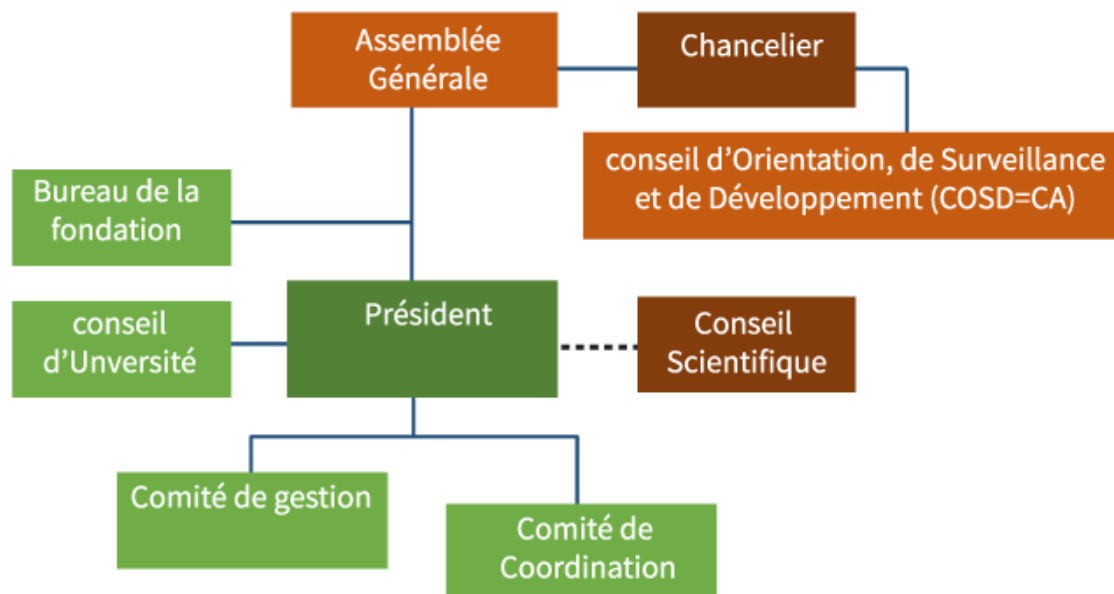 Assemblée
Générale
Chancelier
conseil d’Orientation, de Surveillance
et de Développement (COSD=CA)
Bureau de la
fondation
Président
conseil
d’Unversité
Conseil
Scientifique
Comité de gestion
Comité de
Coordination